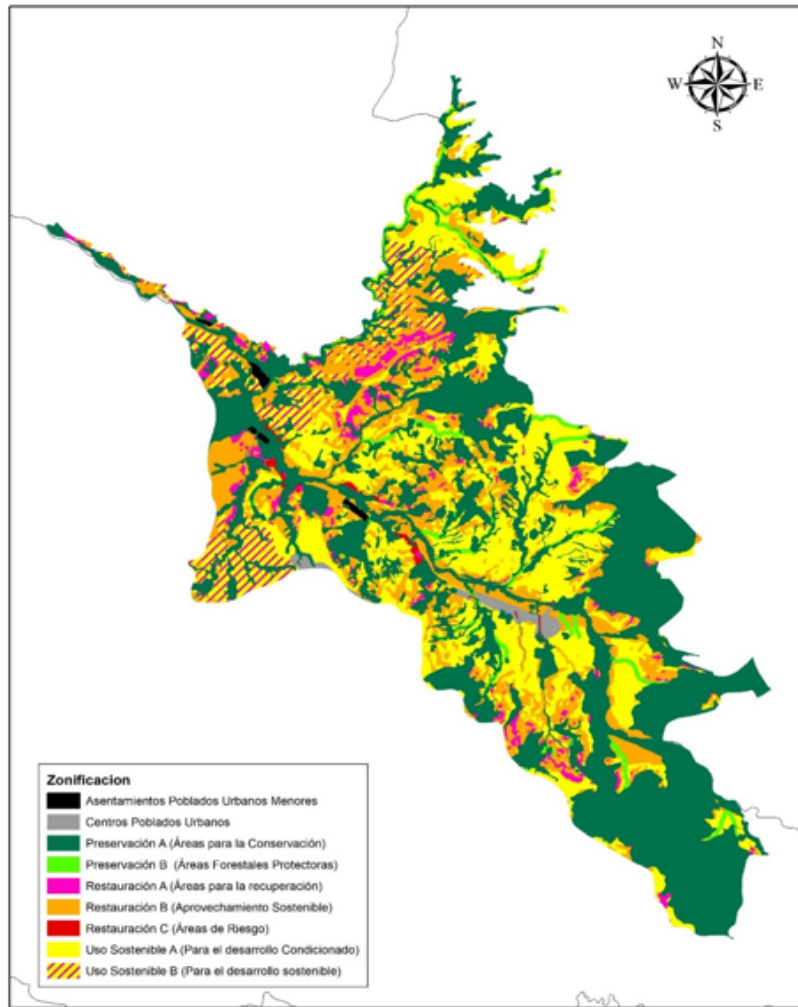 N
W E
S
Zonificacion
Asentamientos Poblados Urbanos Menores
Centros Poblados Urbanos
Preservación A (Áreas para la Conservación)
Preservación B (Áreas Forestales Protectoras)
Restauración A (Áreas para la recuperación)
Restauración B (Aprovechamiento Sostenible)
Restauración C (Áreas de Riesgo)
Uso Sostenible A (Para el desarrollo Condicionado)
Uso Sostenible B (Para el desarrollo sostenible)